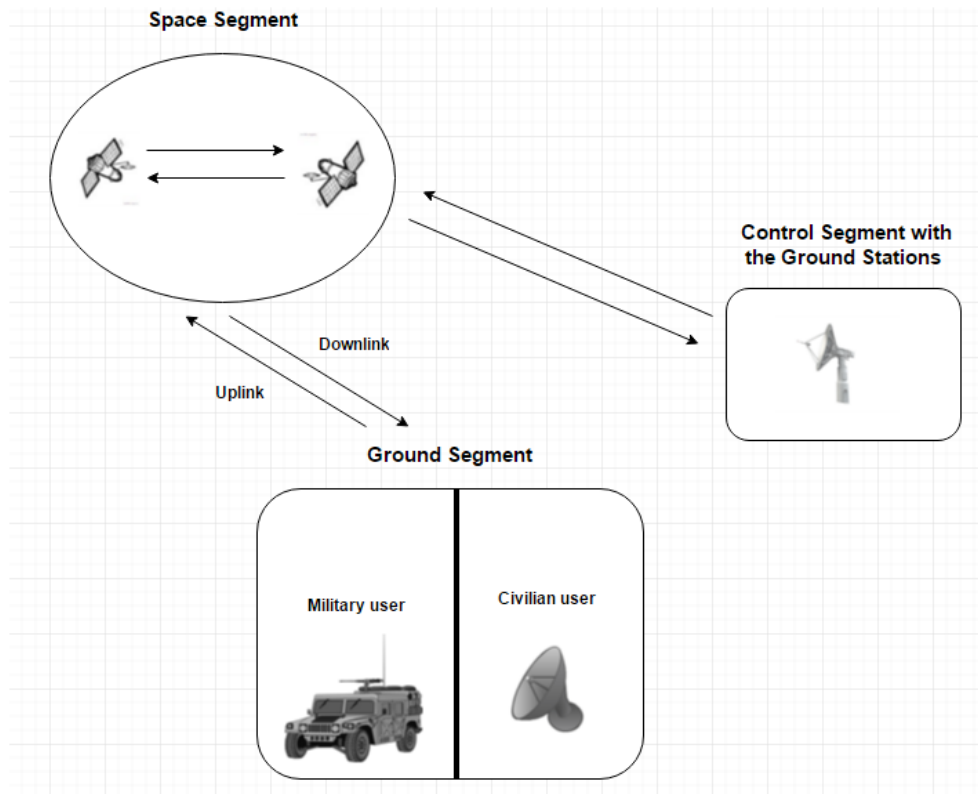 Space Segment
Control Segment with
the Ground Stations
Downlink
Uplink
Ground Segment
Military user
Civilian user